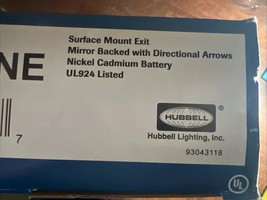 NE
Surface Mount Exit
Mirror Backed with Directional Arrows
Nickel Cadmium Battery
UL924 Listed
7
HUBBELL
Hubbell Lighting, Inc.
93043118
UL